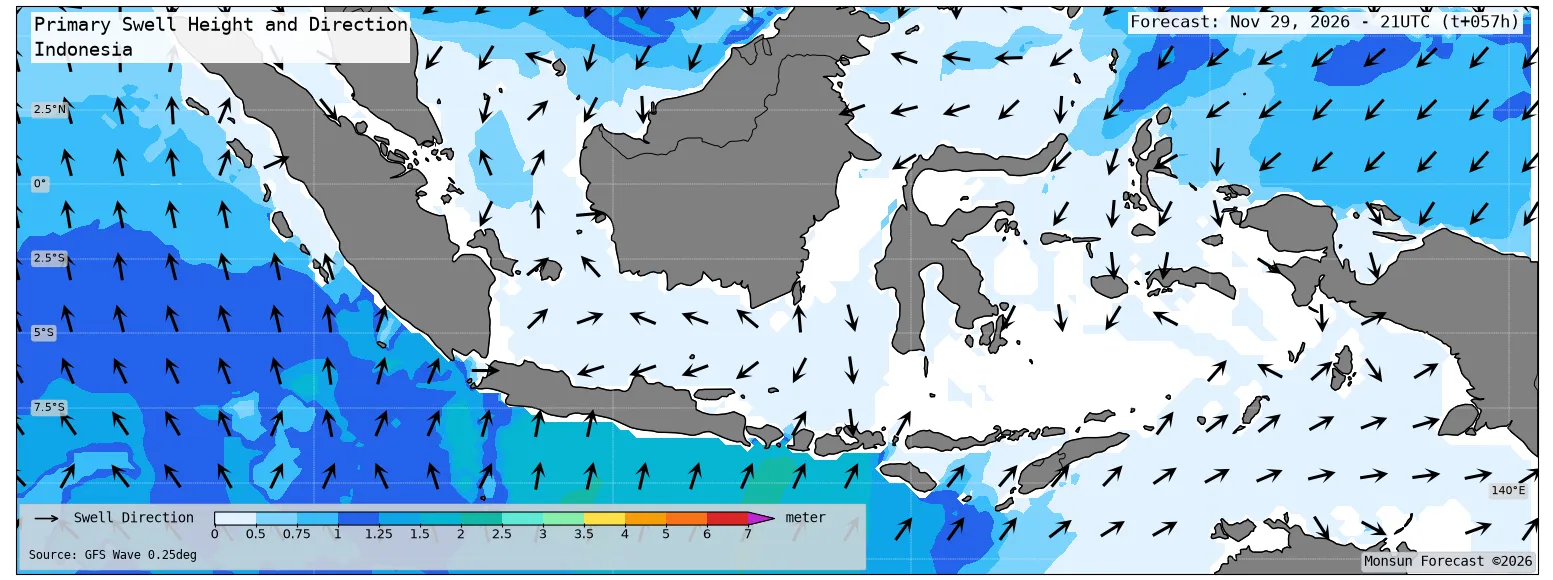 Primary Swell Height and Direction
Indonesia
Forecast: Nov 29, 2026 - 21UTC (t+057h)
2.5°N
0°
2.5°S
5°S
7.5°S
140°E
Swell Direction
0 0.5 0.75 1 1.25 1.5 2 2.5 3 3.5 4 5 6 7
meter
Source: GFS Wave 0.25deg
Monsun Forecast ©2026